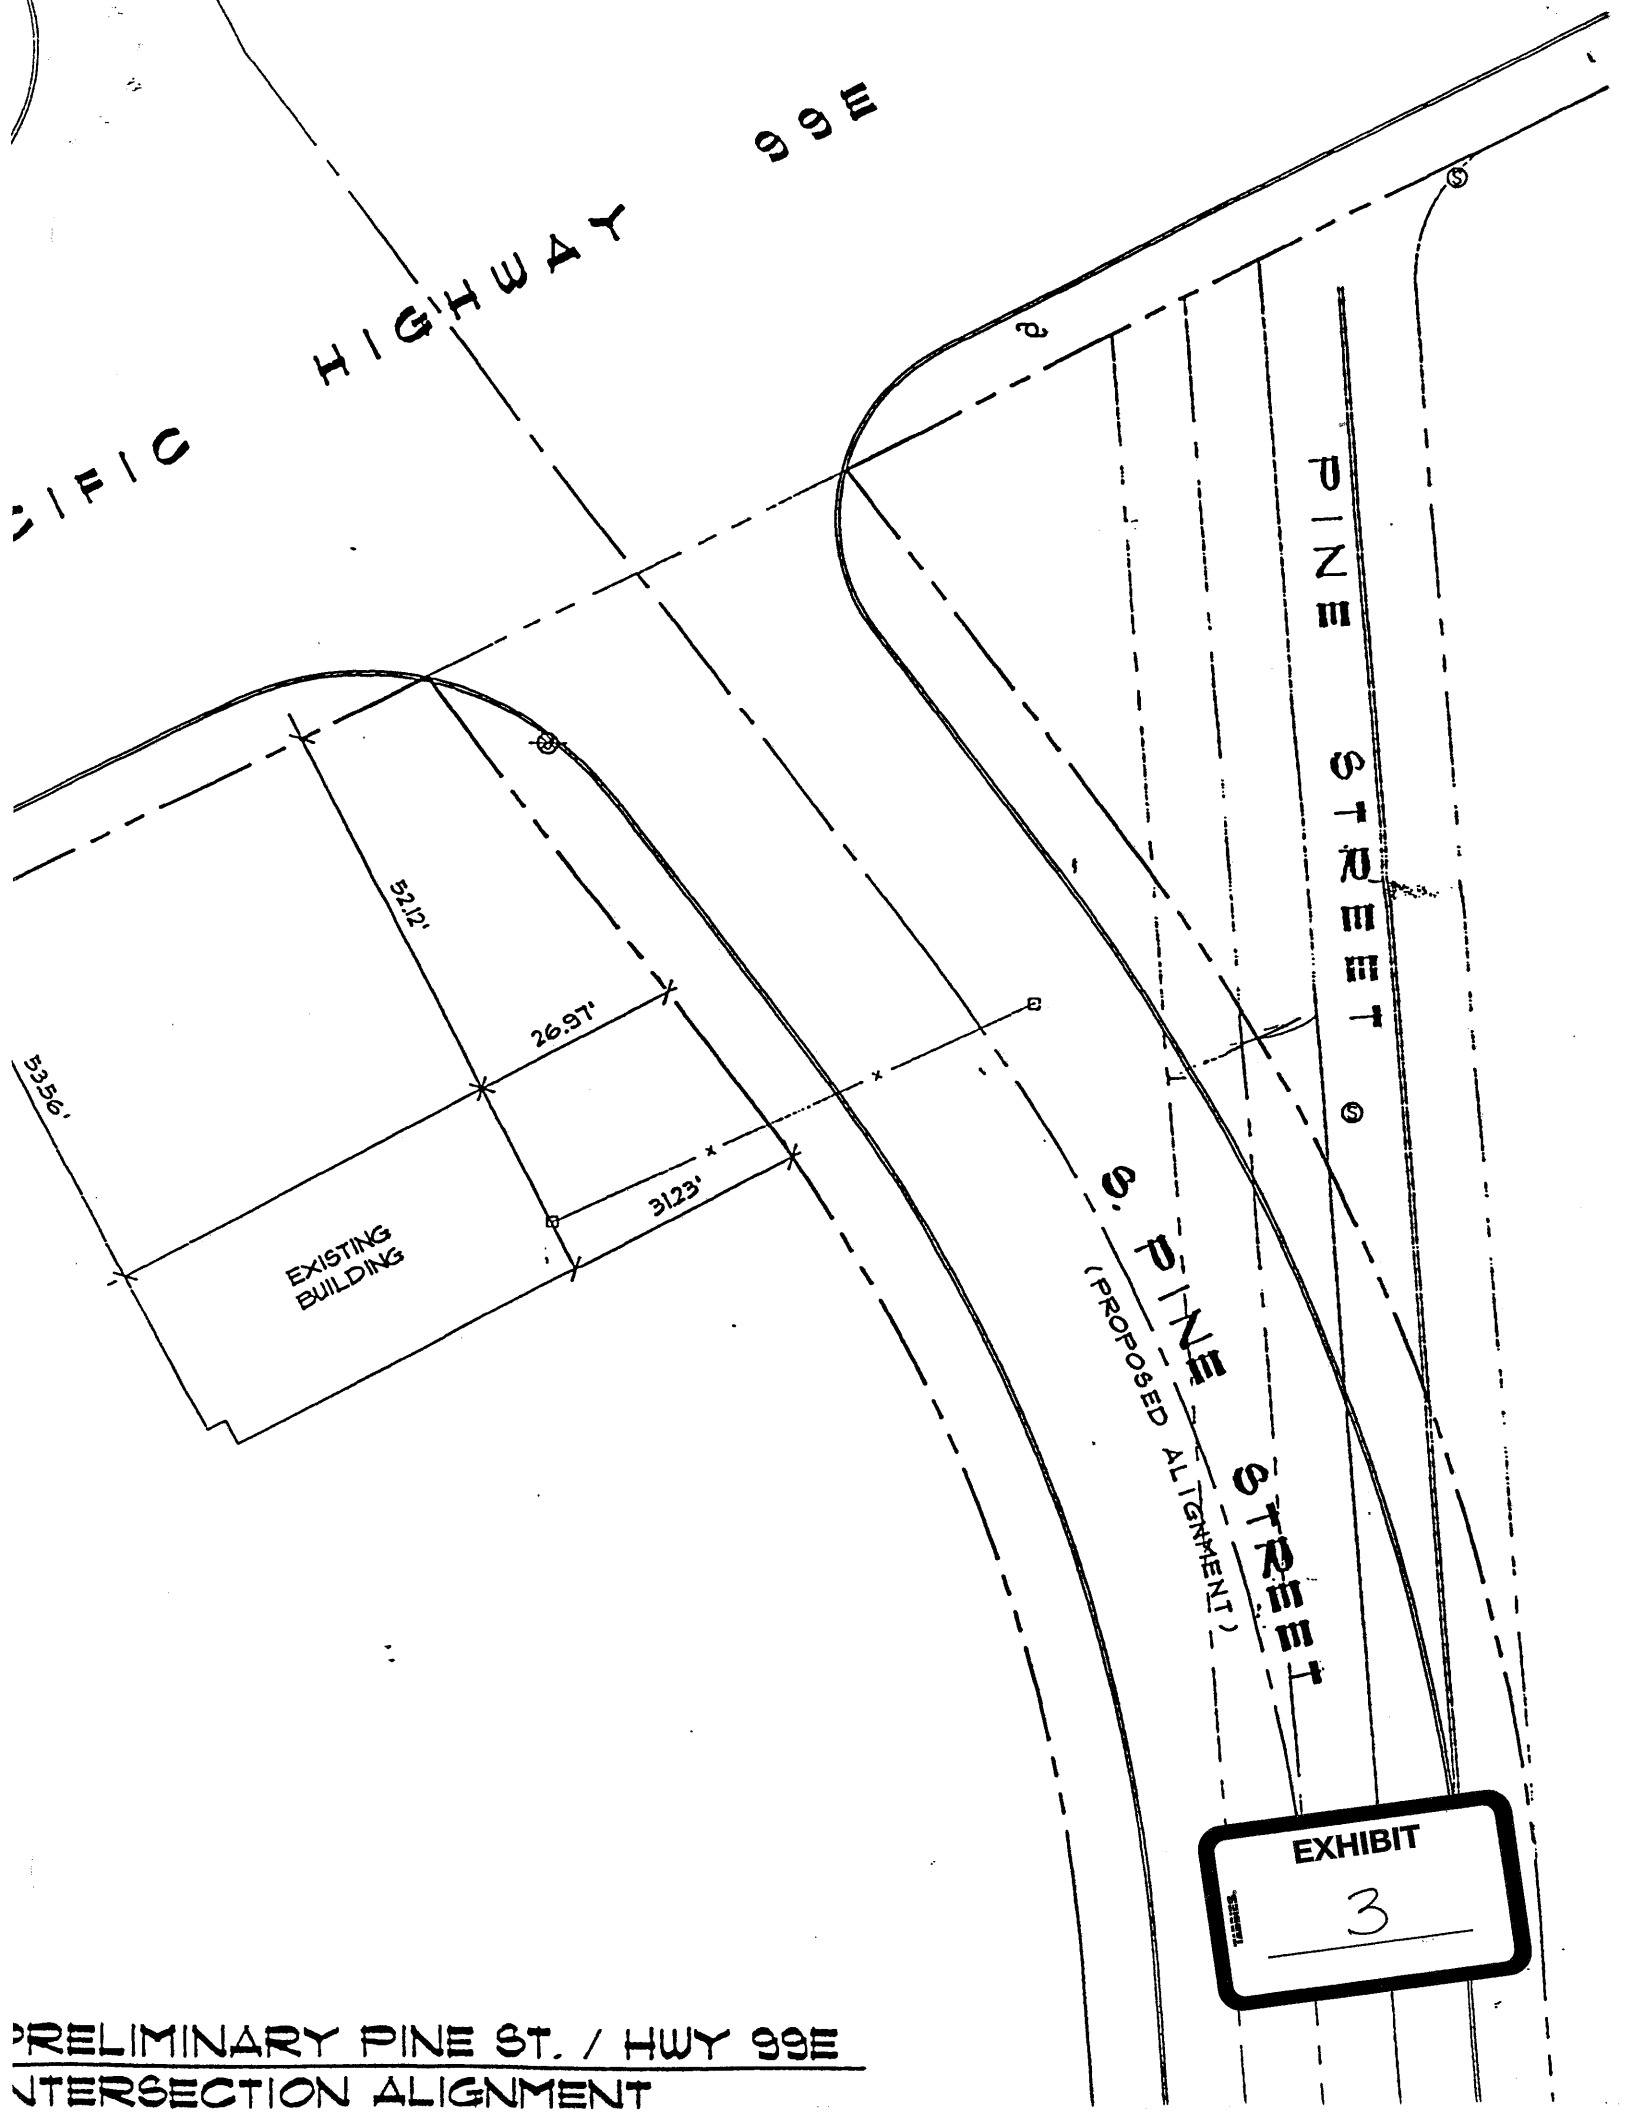 CIFIC HIGHWAY 99E
PINE STREET
52.12'
26.97'
53.56'
31.23'
EXISTING
BUILDING
S. PINE STREET
(PROPOSED ALIGNMENT)
S
S
EXHIBIT
3
TABBIES
PRELIMINARY PINE ST. / HWY 99E
NTERSECTION ALIGNMENT